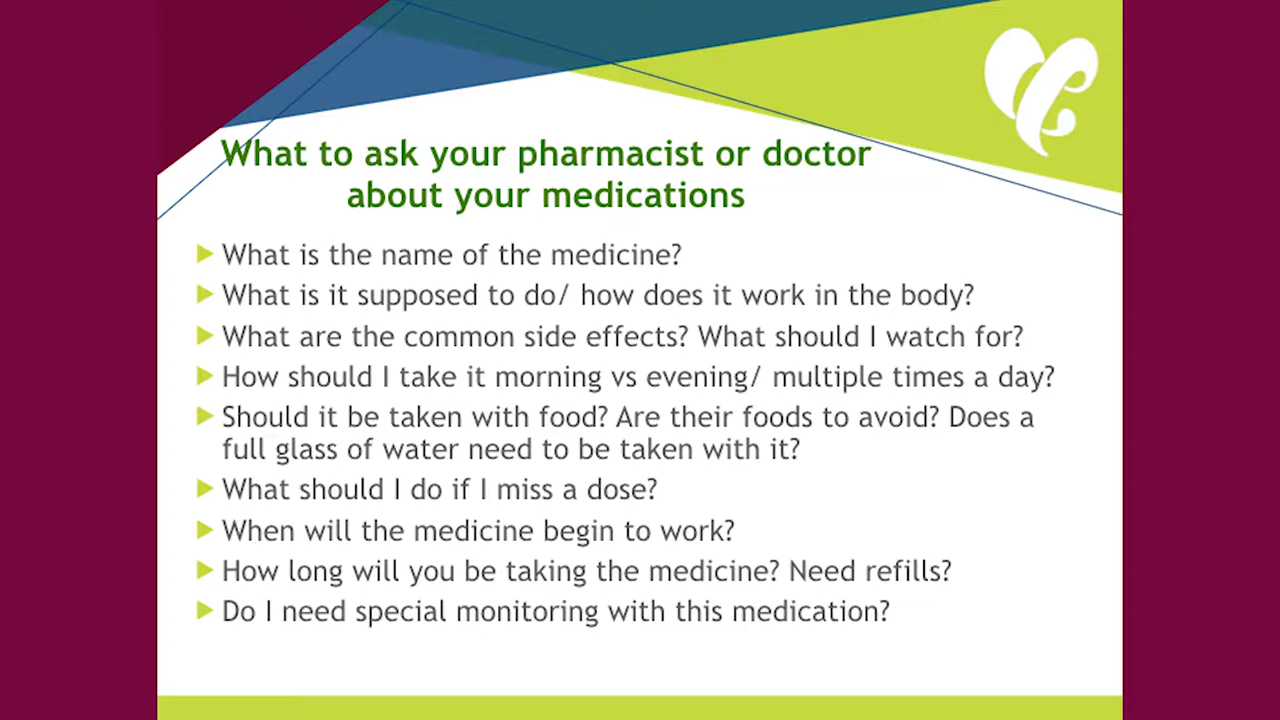 What to ask your pharmacist or doctor
about your medications
What is the name of the medicine?
What is it supposed to do/ how does it work in the body?
What are the common side effects? What should I watch for?
How should I take it morning vs evening/ multiple times a day?
Should it be taken with food? Are their foods to avoid? Does a
full glass of water need to be taken with it?
What should I do if I miss a dose?
When will the medicine begin to work?
How long will you be taking the medicine? Need refills?
Do I need special monitoring with this medication?